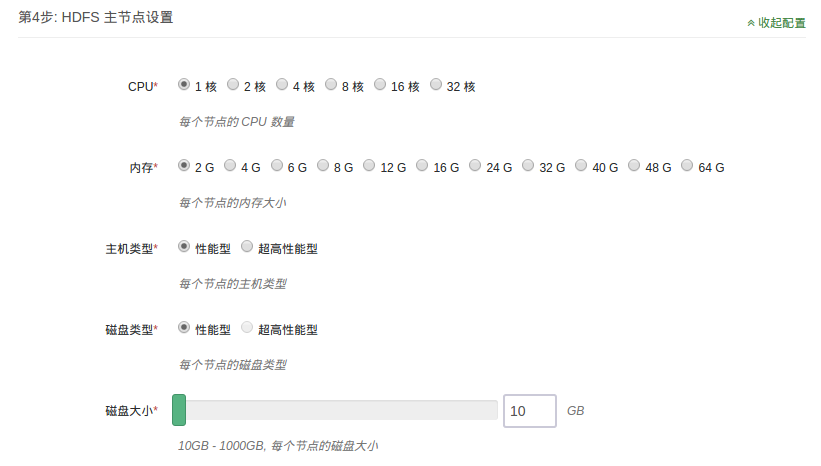 第4步: HDFS 主节点设置
收起配置
CPU* 1 核 2 核 4 核 8 核 16 核 32 核
每个节点的 CPU 数量
内存* 2 G 4 G 6 G 8 G 12 G 16 G 24 G 32 G 40 G 48 G 64 G
每个节点的内存大小
主机类型* 性能型 超高性能型
每个节点的主机类型
磁盘类型* 性能型 超高性能型
每个节点的磁盘类型
磁盘大小* 10 GB
10GB - 1000GB, 每个节点的磁盘大小